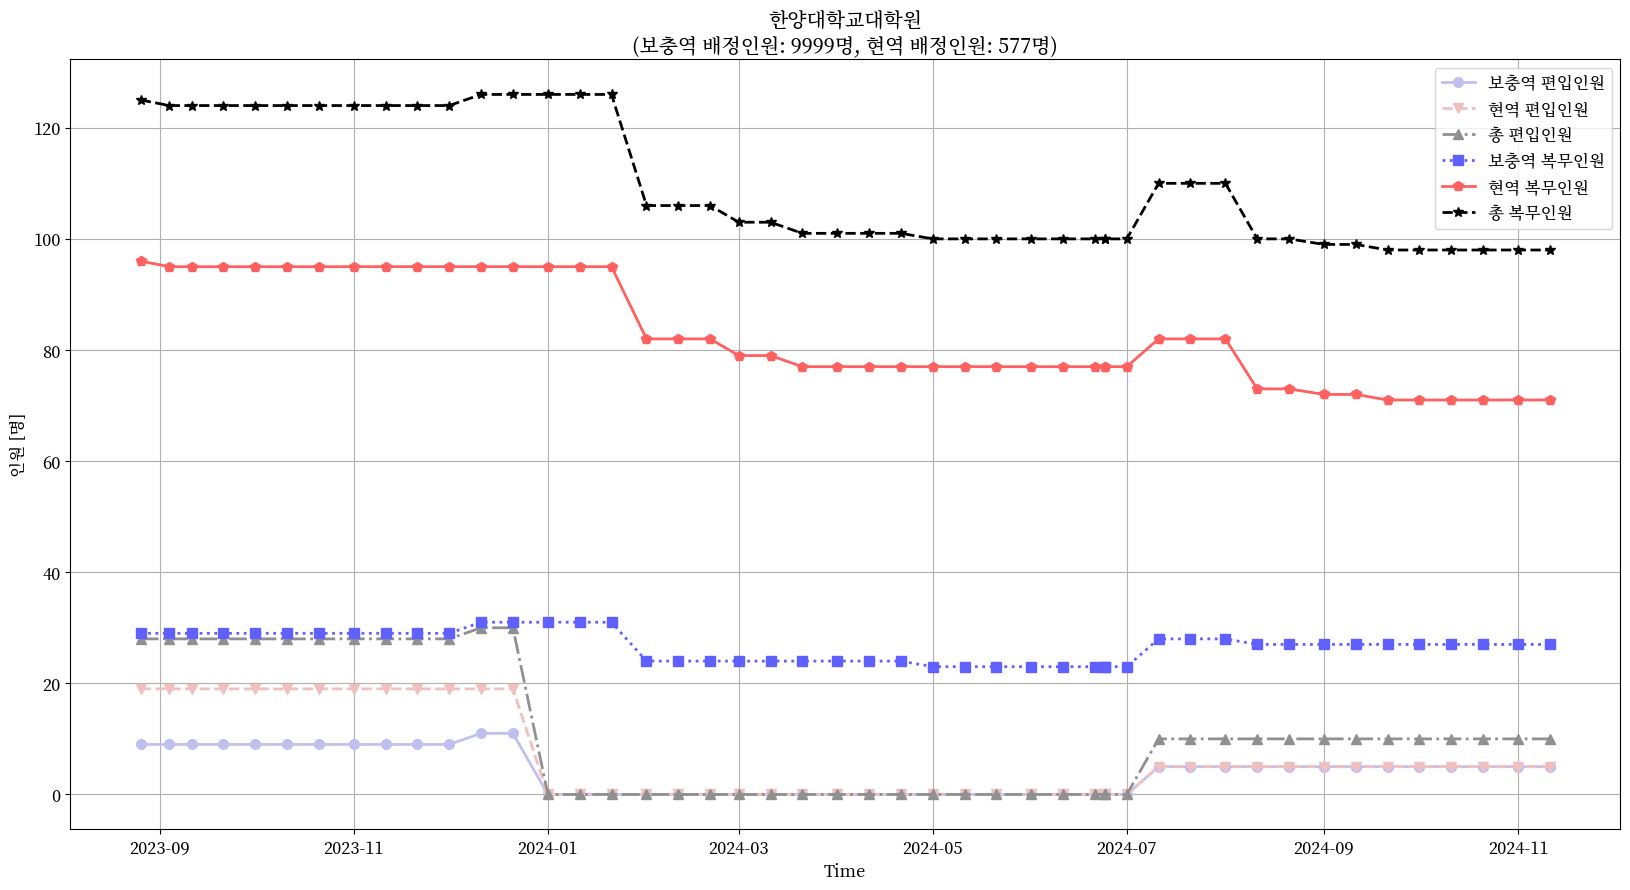 한양대학교대학원
(보충역 배정인원: 9999명, 현역 배정인원: 577명)
보충역 편입인원
현역 편입인원
총 편입인원
보충역 복무인원
현역 복무인원
총 복무인원
인원 [명]
120
100
80
60
40
20
0
2023-09
2023-11
2024-01
2024-03
2024-05
2024-07
2024-09
2024-11
Time